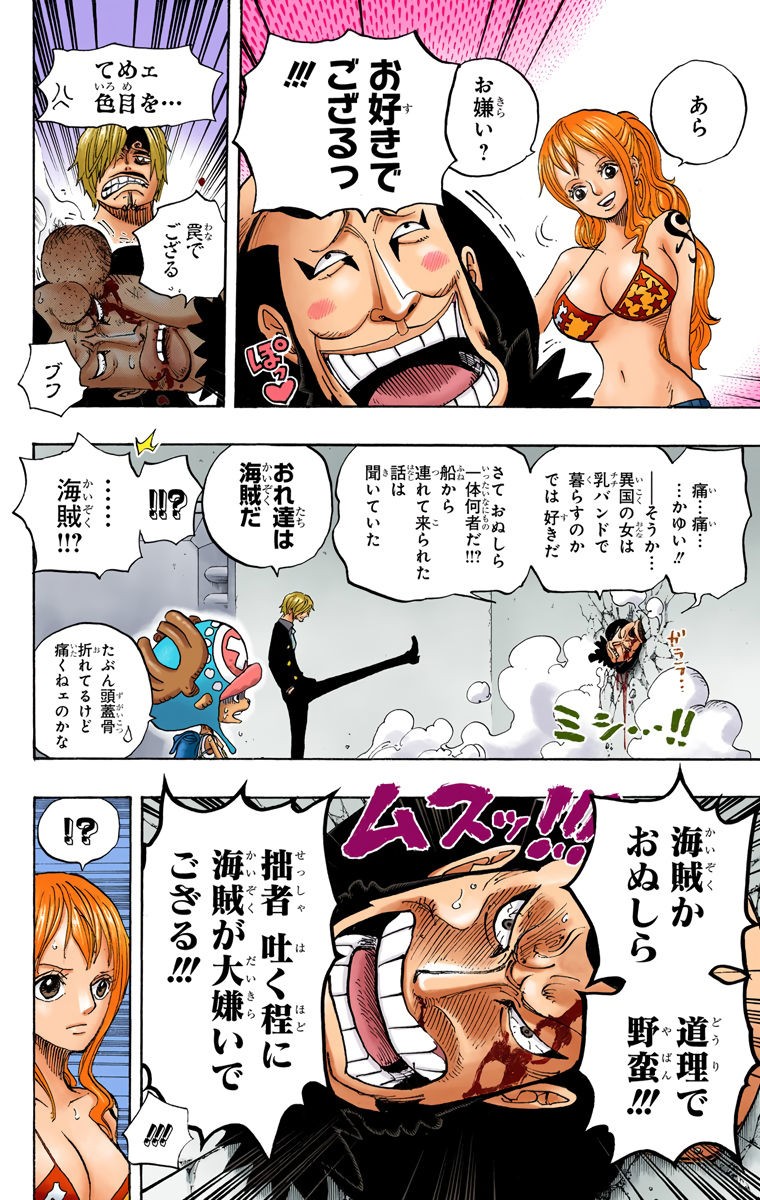 あら
お嫌い？
お好きで
ござるっ
!!!
ぽっ
てめェ
色目を…
罠で
ござる
ブフ
痛…痛…
…かゆい!!
──そうか…
異国の女は
乳バンドで
暮らすのか
では 好きだ
さて おぬしら
一体何者だ!!?
船から
連れて来られた
話は
聞いていた
おれ達は
海賊だ
!!?
……
海賊!!?
たぶん頭蓋骨
折れてるけど
痛くねェのかな
ガララ…
ミシ…!!
海賊か
おぬしら
道理で
野蛮!!!
ムスッ!!!
拙者 吐く程に
海賊が大嫌いで
ござる!!!
!?
!!!